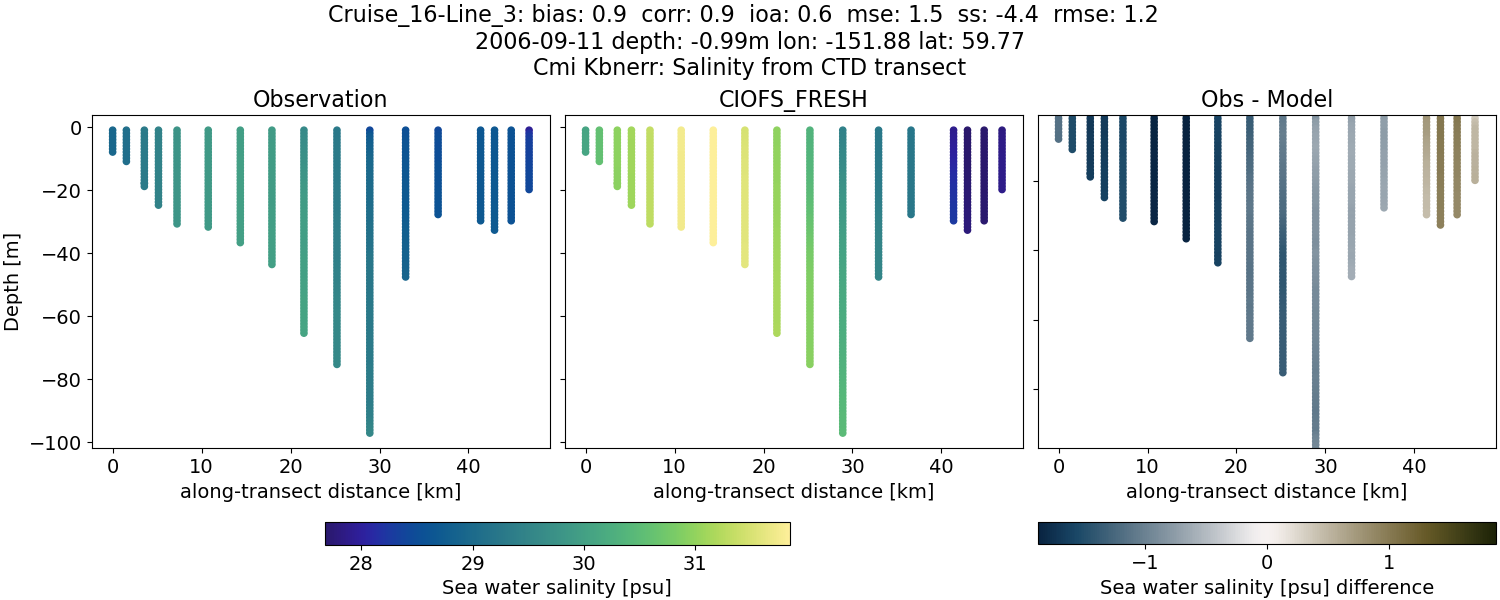 Cruise_16-Line_3: bias: 0.9  corr: 0.9  ioa: 0.6  mse: 1.5  ss: -4.4  rmse: 1.2
2006-09-11 depth: -0.99m lon: -151.88 lat: 59.77
Cmi Kbnerr: Salinity from CTD transect
Observation
CIOFS_FRESH
Obs - Model
Depth [m]
0
−20
−40
−60
−80
−100
0 10 20 30 40
0 10 20 30 40
0 10 20 30 40
along-transect distance [km]
along-transect distance [km]
along-transect distance [km]
28 29 30 31
Sea water salinity [psu]
−1 0 1
Sea water salinity [psu] difference